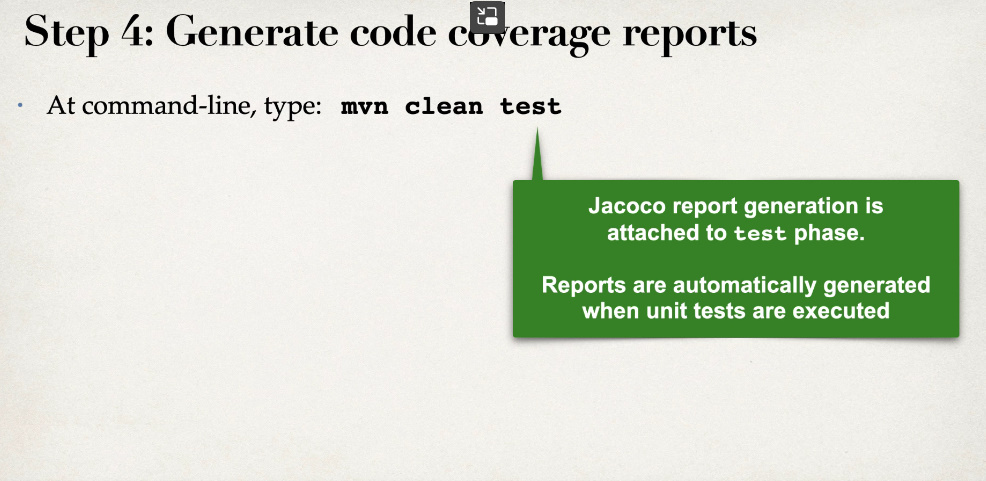 Step 4: Generate code coverage reports
• At command-line, type: mvn clean test
Jacoco report generation is
attached to test phase.
Reports are automatically generated
when unit tests are executed